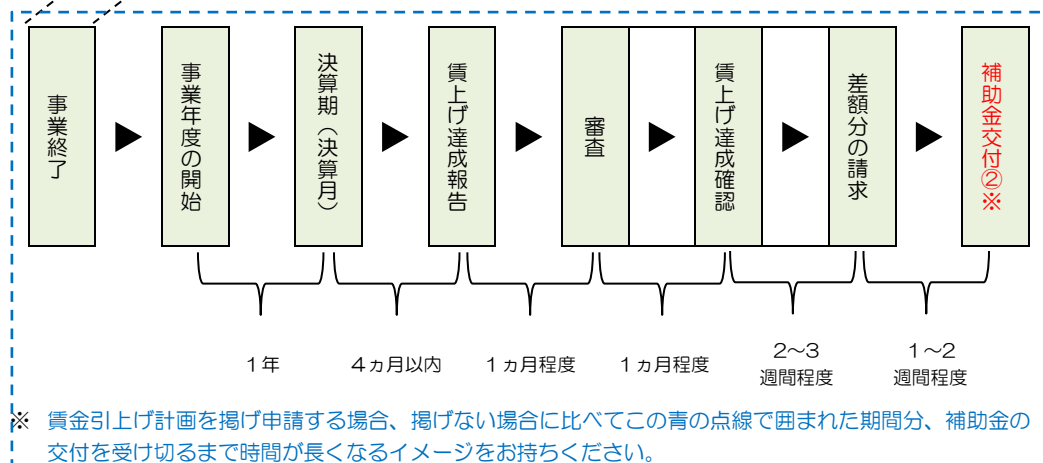 事業終了
▶
事業年度の開始
▶
決算期（決算月）
▶
賃上げ達成報告
▶
審査
▶
賃上げ達成確認
▶
差額分の請求
▶
補助金交付②※
1年
4ヵ月以内
1ヵ月程度
1ヵ月程度
2～3
週間程度
1～2
週間程度
※ 賃金引上げ計画を掲げ申請する場合、掲げない場合に比べてこの青の点線で囲まれた期間分、補助金の
交付を受け切るまで時間が長くなるイメージをお持ちください。